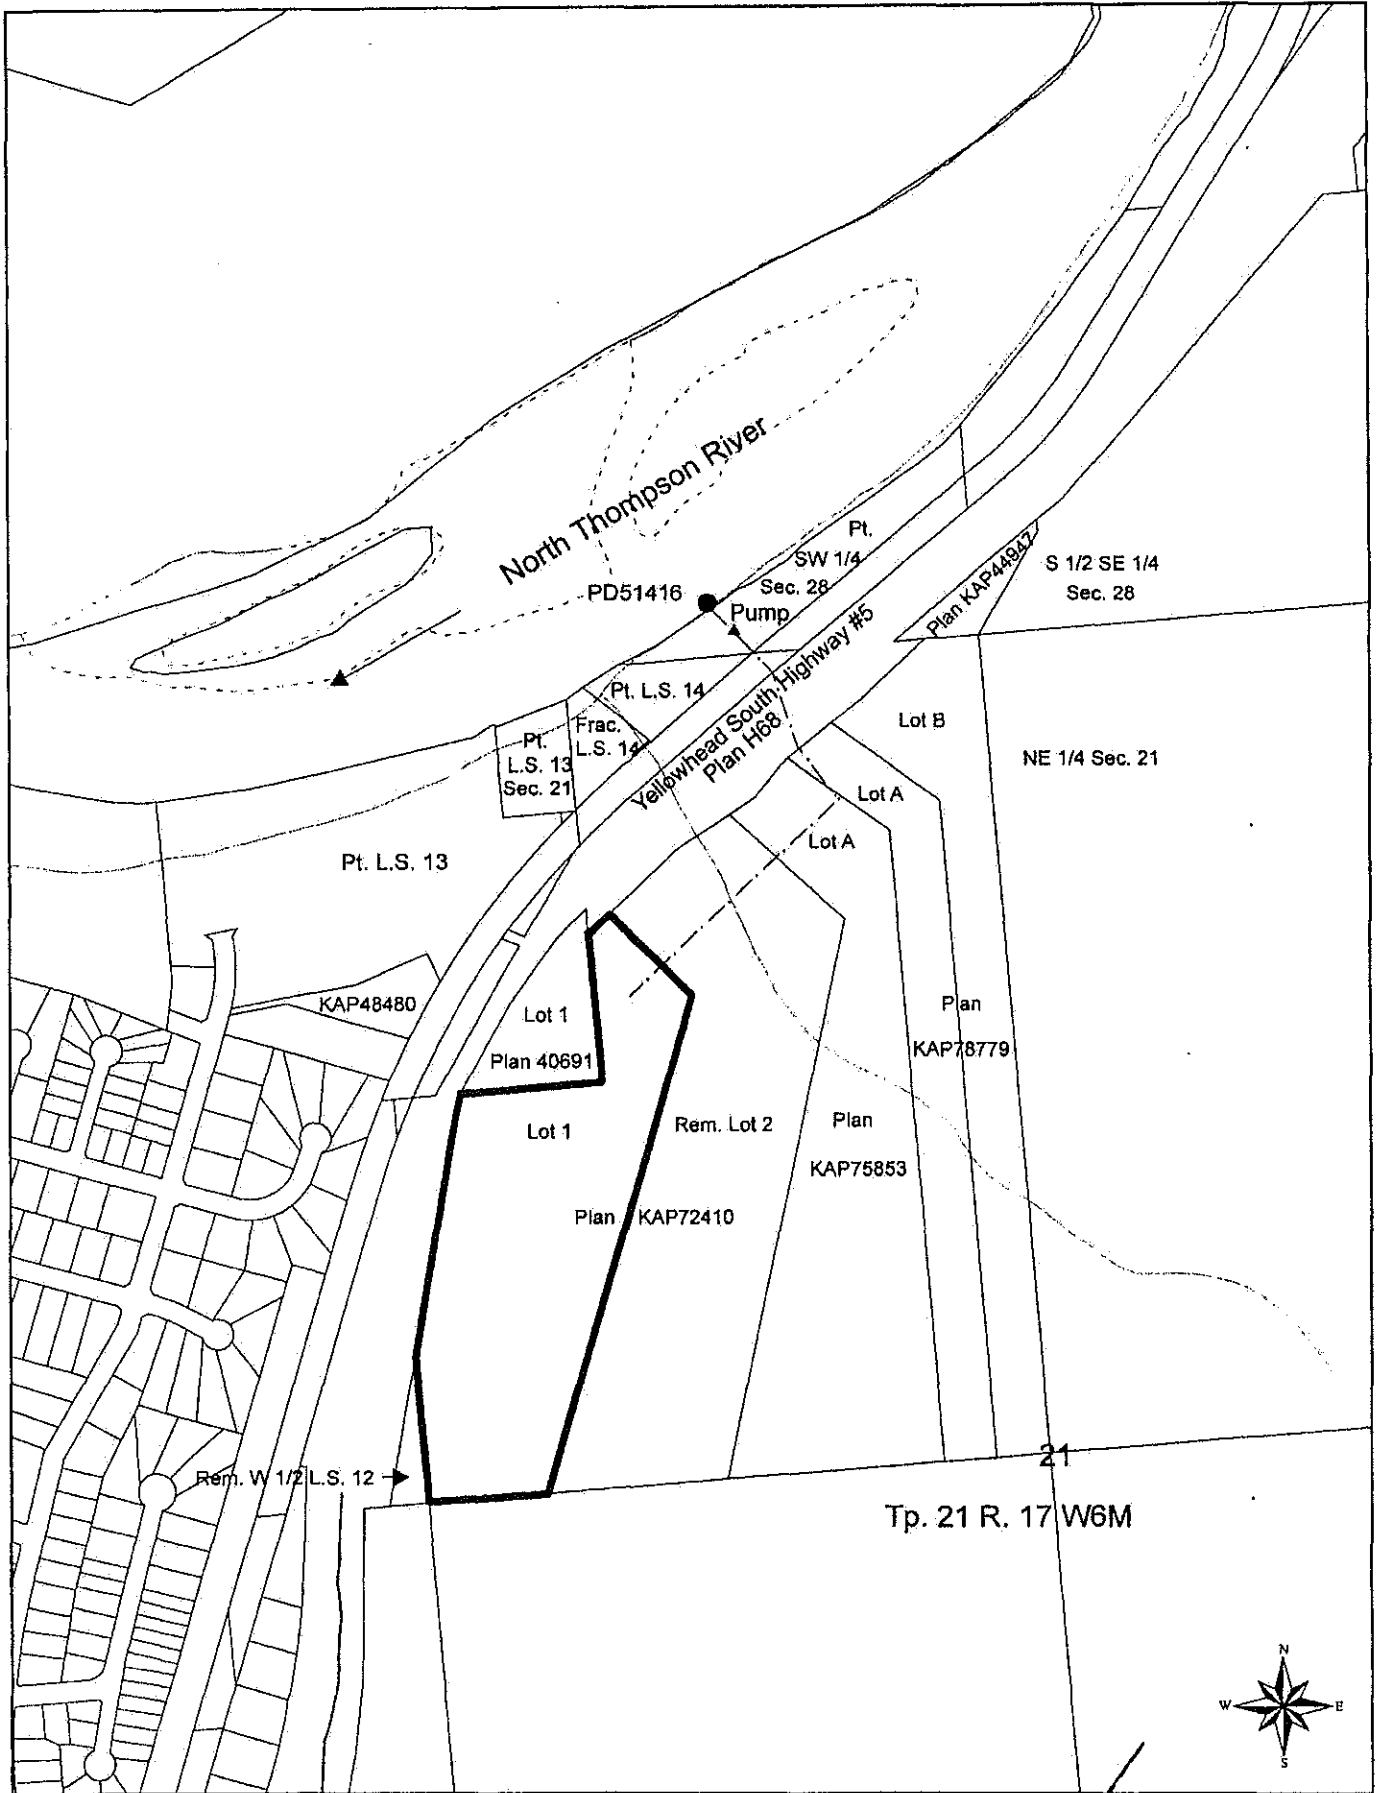 North Thompson River
PD51416
Pump
Pt.
SW 1/4
Sec. 28
Plan KAP44947
S 1/2 SE 1/4
Sec. 28
Yellowhead South Highway #5
Plan H68
Pt. L.S. 14
Frac.
L.S. 14
Pt.
L.S. 13
Sec. 21
Lot B
NE 1/4 Sec. 21
Lot A
Lot A
Pt. L.S. 13
KAP48480
Lot 1
Plan 40691
Plan
KAP78779
Lot 1
Rem. Lot 2
Plan
KAP75853
Plan KAP72410
Rem. W 1/2 L.S. 12
21
Tp. 21 R. 17 W6M
N
W E
S